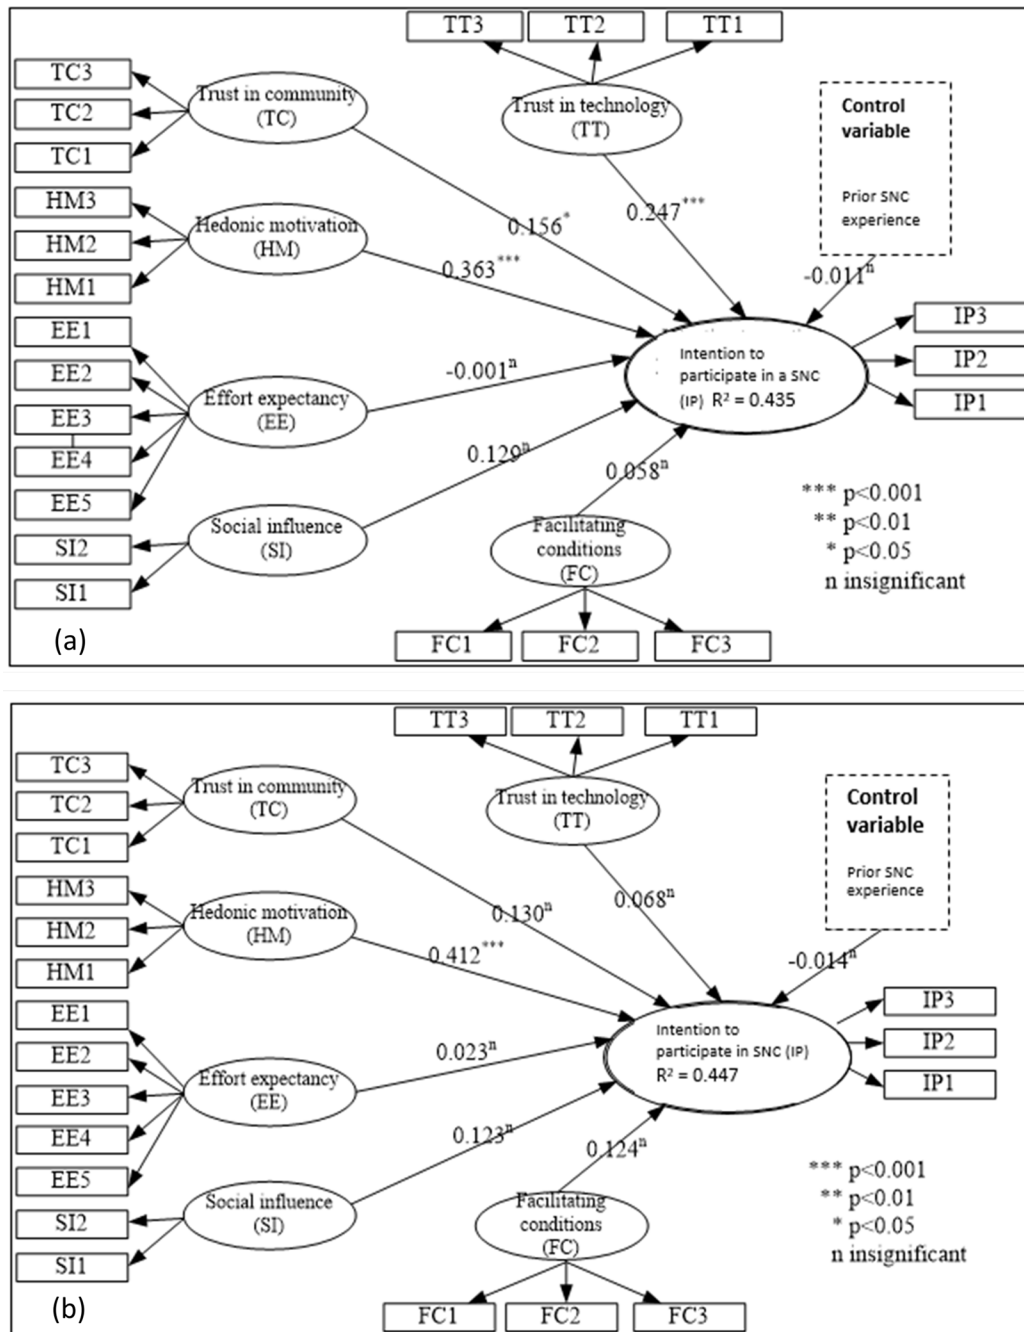 TT3
TT2
TT1
TC3
TC2
TC1
Trust in community
(TC)
Trust in technology
(TT)
Control
variable
Prior SNC
experience
HM3
HM2
HM1
Hedonic motivation
(HM)
0.156*
0.247***
0.363***
-0.011n
EE1
EE2
EE3
EE4
EE5
Effort expectancy
(EE)
-0.001n
Intention to
participate in a SNC
(IP) R² = 0.435
IP3
IP2
IP1
0.129n
0.058n
SI2
SI1
Social influence
(SI)
Facilitating
conditions
(FC)
*** p<0.001
** p<0.01
* p<0.05
n insignificant
FC1
FC2
FC3
(a)
TT3
TT2
TT1
TC3
TC2
TC1
Trust in community
(TC)
Trust in technology
(TT)
Control
variable
Prior SNC
experience
HM3
HM2
HM1
Hedonic motivation
(HM)
0.130n
0.068n
0.412***
-0.014n
EE1
EE2
EE3
EE4
EE5
Effort expectancy
(EE)
0.023n
Intention to
participate in SNC (IP)
R² = 0.447
IP3
IP2
IP1
0.123n
0.124n
SI2
SI1
Social influence
(SI)
Facilitating
conditions
(FC)
*** p<0.001
** p<0.01
* p<0.05
n insignificant
FC1
FC2
FC3
(b)